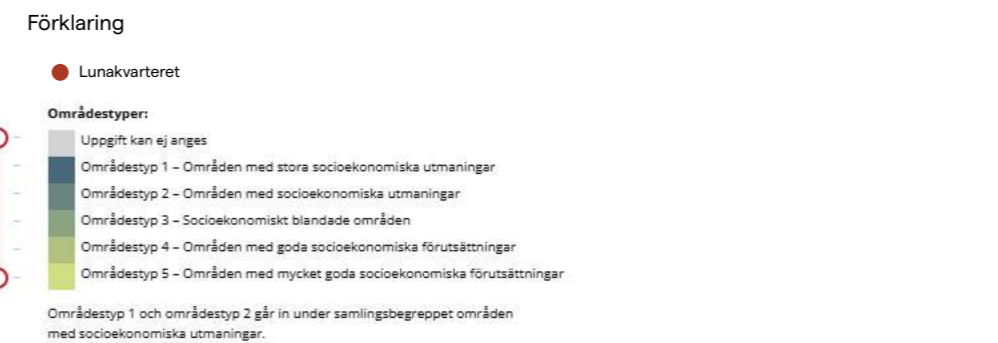 Förklaring
Lunakvarteret
Områdestyper:
Uppgift kan ej anges
Områdestyp 1 – Områden med stora socioekonomiska utmaningar
Områdestyp 2 – Områden med socioekonomiska utmaningar
Områdestyp 3 – Socioekonomiskt blandade områden
Områdestyp 4 – Områden med goda socioekonomiska förutsättningar
Områdestyp 5 – Områden med mycket goda socioekonomiska förutsättningar
Områdestyp 1 och områdestyp 2 går in under samlingsbegreppet områden
med socioekonomiska utmaningar.